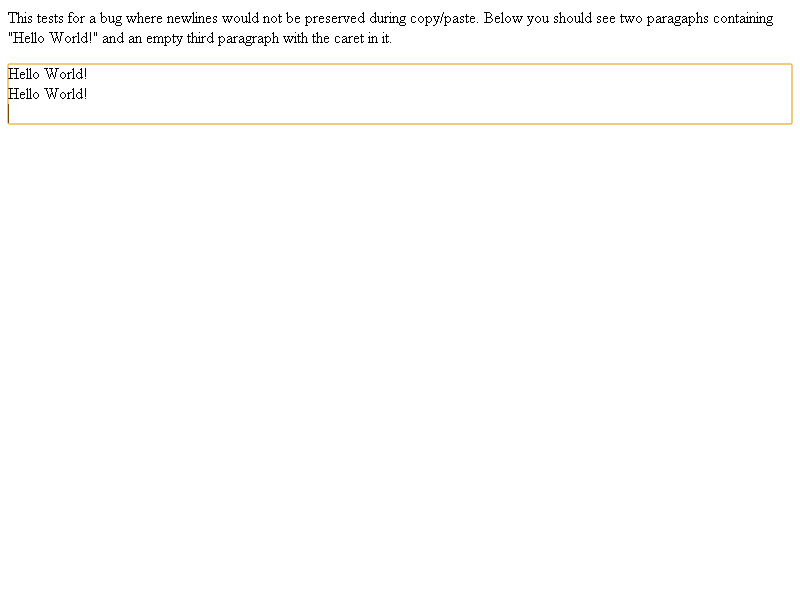 This tests for a bug where newlines would not be preserved during copy/paste. Below you should see two paragaphs containing
"Hello World!" and an empty third paragraph with the caret in it.
Hello World!
Hello World!